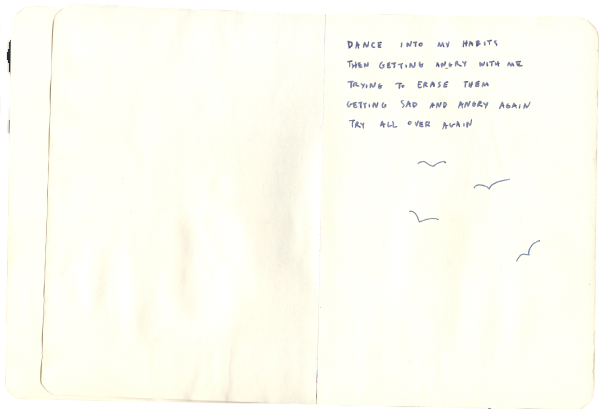 DANCE INTO MY HABITS
THEN GETTING ANGRY WITH ME
TRYING TO ERASE THEM
GETTING SAD AND ANGRY AGAIN
TRY ALL OVER AGAIN